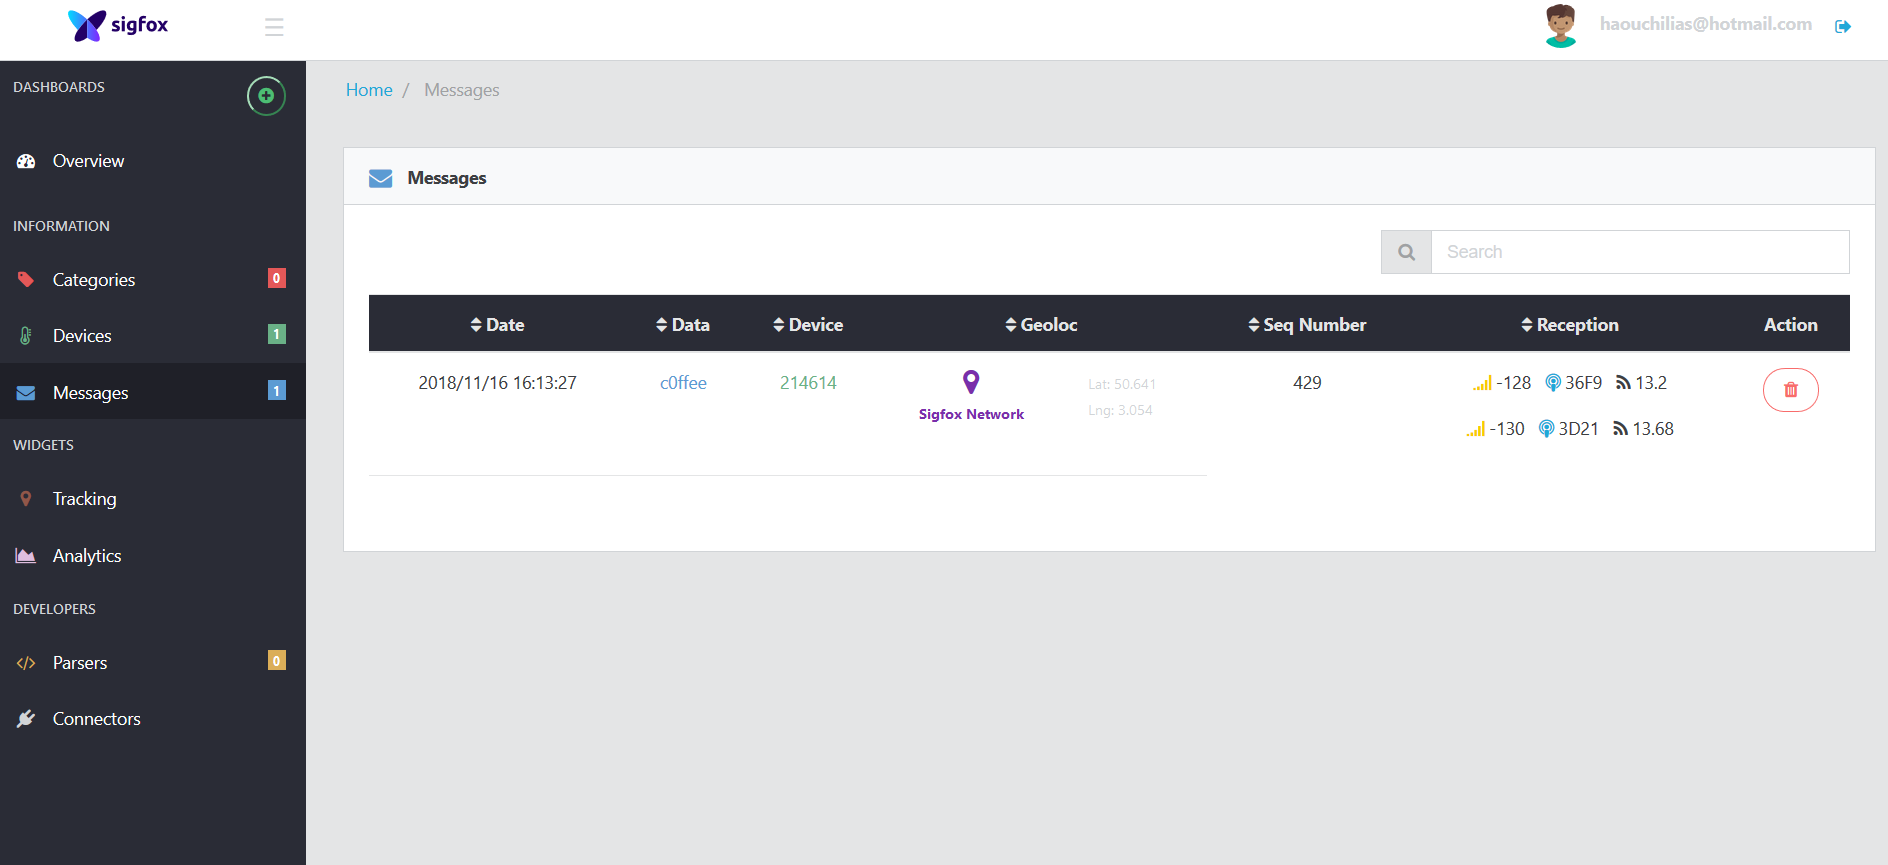 sigfox
haouchilias@hotmail.com
DASHBOARDS
Overview
INFORMATION
Categories 0
Devices 1
Messages 1
WIDGETS
Tracking
Analytics
DEVELOPERS
Parsers 0
Connectors
Home / Messages
Messages
Search
Date Data Device Geoloc Seq Number Reception Action
2018/11/16 16:13:27 c0ffee 214614 Lat: 50.641 429 -128 36F9 13.2
Sigfox Network Lng: 3.054
-130 3D21 13.68